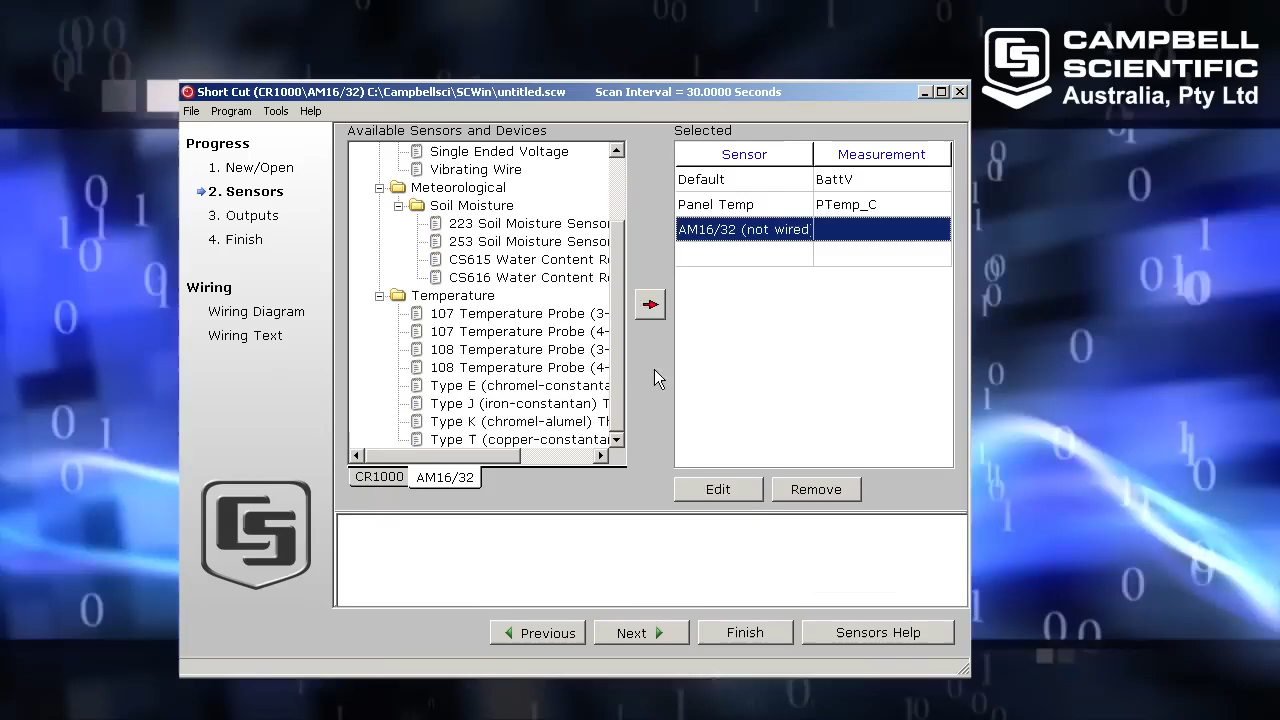 CAMPBELL
SCIENTIFIC
Australia, Pty Ltd
Short Cut (CR1000\AM16/32) C:\Campbellsci\SCWin\untitled.scw Scan Interval = 30.0000 Seconds
File Program Tools Help
Progress
1. New/Open
2. Sensors
3. Outputs
4. Finish
Wiring
Wiring Diagram
Wiring Text
Available Sensors and Devices
Single Ended Voltage
Vibrating Wire
Meteorological
Soil Moisture
223 Soil Moisture Senso
253 Soil Moisture Senso
CS615 Water Content R
CS616 Water Content R
Temperature
107 Temperature Probe (3-
107 Temperature Probe (4-
108 Temperature Probe (3-
108 Temperature Probe (4-
Type E (chromel-constanta
Type J (iron-constantan) T
Type K (chromel-alumel) Th
Type T (copper-constantar
CR1000 AM16/32
Selected
Sensor Measurement
Default BattV
Panel Temp PTemp_C
AM16/32 (not wired)
Edit Remove
Previous Next Finish Sensors Help